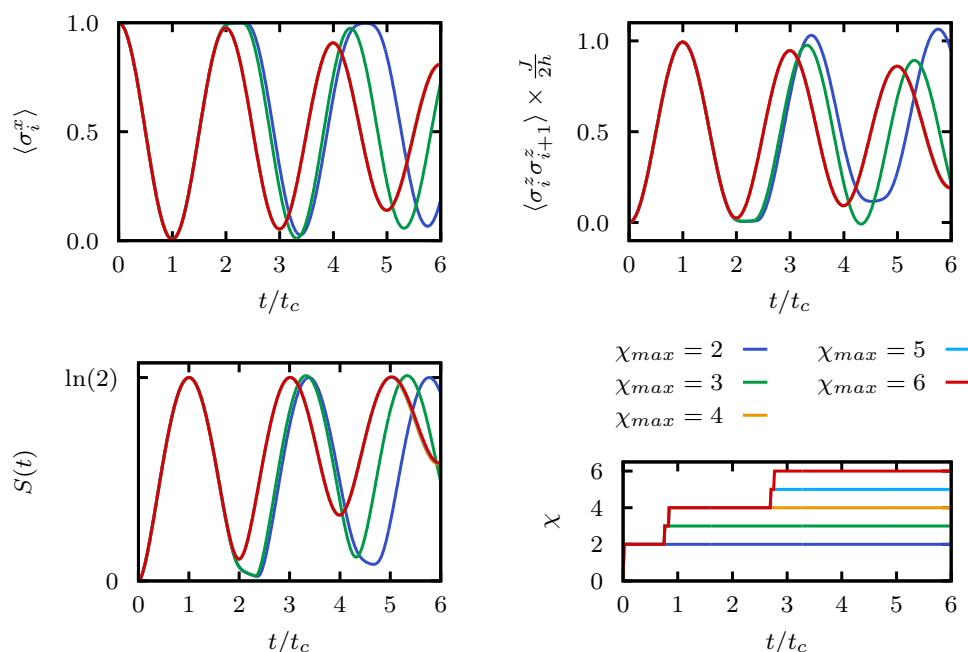 1.0
0.5
0.0
⟨σ_i^x⟩
0 1 2 3 4 5 6
t/t_c
1.0
0.5
0.0
⟨σ_i^z σ_{i+1}^z⟩ × J/2h
0 1 2 3 4 5 6
t/t_c
ln(2)
0
S(t)
0 1 2 3 4 5 6
t/t_c
χ_max = 2
χ_max = 3
χ_max = 4
χ_max = 5
χ_max = 6
6
4
2
0
χ
0 1 2 3 4 5 6
t/t_c